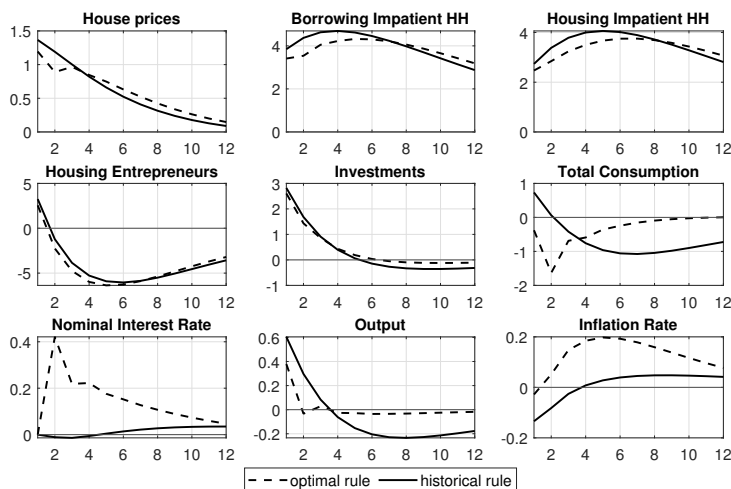 House prices
Borrowing Impatient HH
Housing Impatient HH
1.5
1
0.5
0
2 4 6 8 10 12
4
2
0
2 4 6 8 10 12
4
2
0
2 4 6 8 10 12
Housing Entrepreneurs
Investments
Total Consumption
5
0
-5
2 4 6 8 10 12
3
2
1
0
-1
2 4 6 8 10 12
1
0
-1
-2
2 4 6 8 10 12
Nominal Interest Rate
Output
Inflation Rate
0.4
0.2
0
2 4 6 8 10 12
0.6
0.4
0.2
0
-0.2
2 4 6 8 10 12
0.2
0
-0.2
2 4 6 8 10 12
optimal rule historical rule